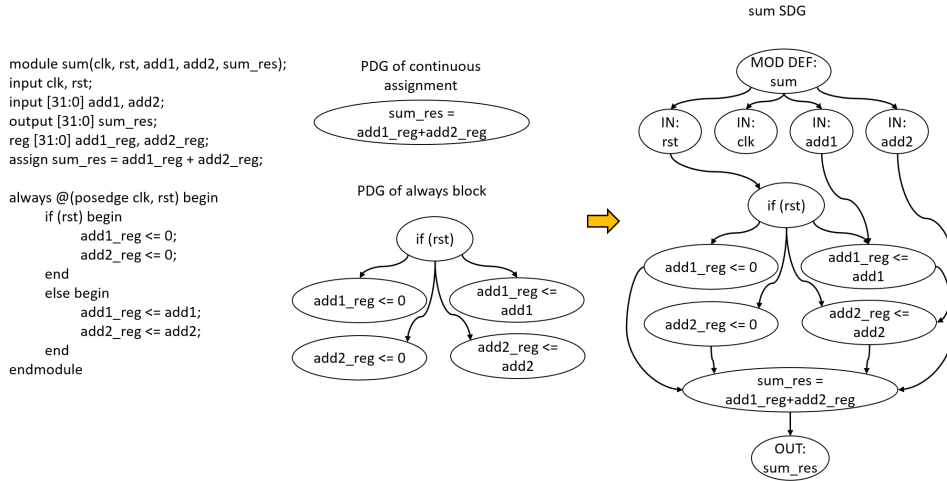 sum SDG
module sum(clk, rst, add1, add2, sum_res);
input clk, rst;
input [31:0] add1, add2;
output [31:0] sum_res;
reg [31:0] add1_reg, add2_reg;
assign sum_res = add1_reg + add2_reg;
always @(posedge clk, rst) begin
if (rst) begin
add1_reg <= 0;
add2_reg <= 0;
end
else begin
add1_reg <= add1;
add2_reg <= add2;
end
endmodule
PDG of continuous
assignment
sum_res =
add1_reg+add2_reg
PDG of always block
if (rst)
add1_reg <= 0
add1_reg <=
add1
add2_reg <= 0
add2_reg <=
add2
MOD DEF:
sum
IN:
rst
IN:
clk
IN:
add1
IN:
add2
if (rst)
add1_reg <= 0
add1_reg <=
add1
add2_reg <= 0
add2_reg <=
add2
sum_res =
add1_reg+add2_reg
OUT:
sum_res